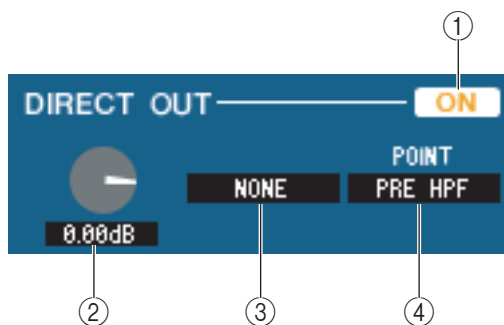 ①
DIRECT OUT ON
POINT
NONE PRE HPF
0.00dB
② ③ ④